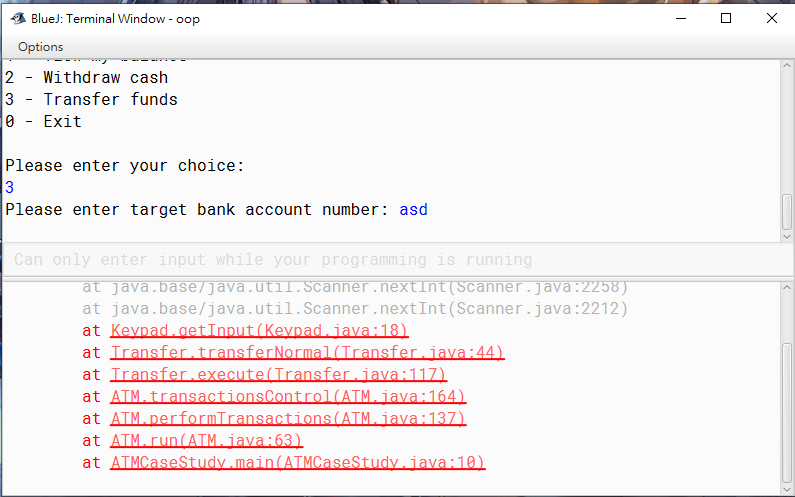 BlueJ: Terminal Window - oop
Options
1 - View my balance
2 - Withdraw cash
3 - Transfer funds
0 - Exit
Please enter your choice:
3
Please enter target bank account number: asd
Can only enter input while your programming is running
at java.base/java.util.Scanner.nextInt(Scanner.java:2258)
at java.base/java.util.Scanner.nextInt(Scanner.java:2212)
at Keypad.getInput(Keypad.java:18)
at Transfer.transferNormal(Transfer.java:44)
at Transfer.execute(Transfer.java:117)
at ATM.transactionsControl(ATM.java:164)
at ATM.performTransactions(ATM.java:137)
at ATM.run(ATM.java:63)
at ATMCaseStudy.main(ATMCaseStudy.java:10)